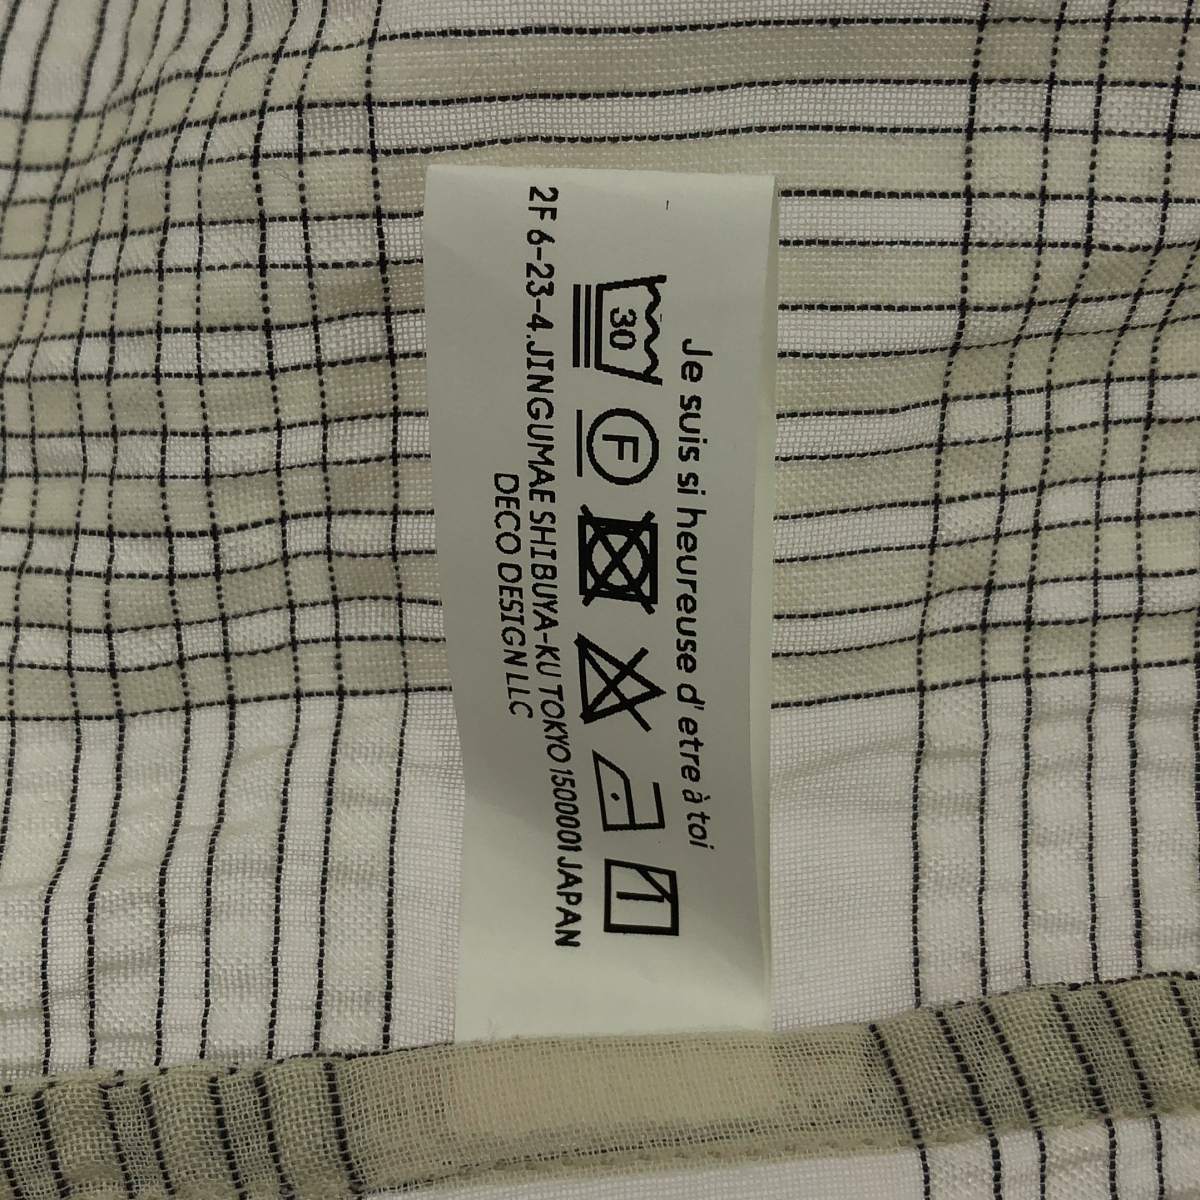 Je suis si heureuse d' etre à toi
30 F
2F 6-23-4.JINGUMAE SHIBUYA-KU TOKYO 1500001 JAPAN
DECO DESIGN LLC